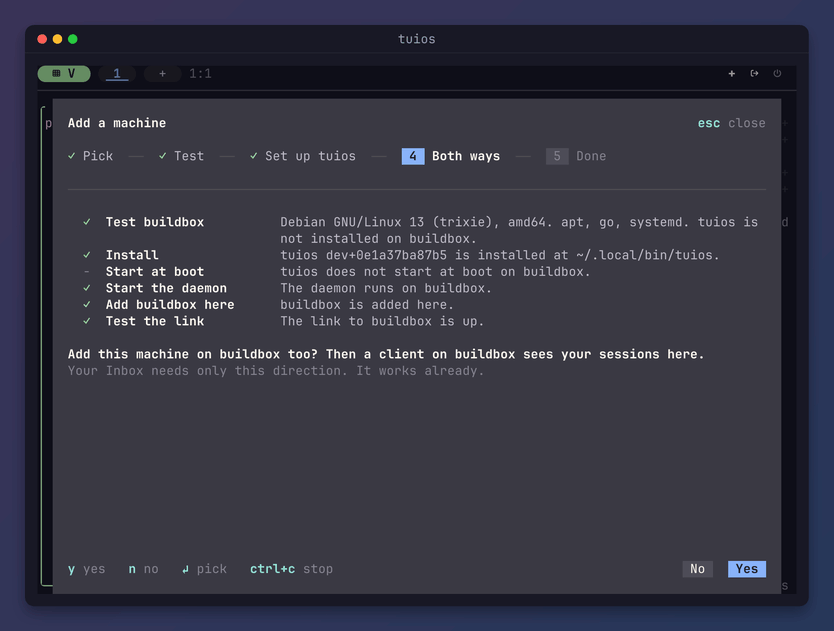 tuios
V 1 + 1:1
Add a machine esc close
✓ Pick ✓ Test ✓ Set up tuios 4 Both ways 5 Done
✓ Test buildbox Debian GNU/Linux 13 (trixie), amd64. apt, go, systemd. tuios is
not installed on buildbox.
✓ Install tuios dev+0e1a37ba87b5 is installed at ~/.local/bin/tuios.
- Start at boot tuios does not start at boot on buildbox.
✓ Start the daemon The daemon runs on buildbox.
✓ Add buildbox here buildbox is added here.
✓ Test the link The link to buildbox is up.
Add this machine on buildbox too? Then a client on buildbox sees your sessions here.
Your Inbox needs only this direction. It works already.
y yes n no ↲ pick ctrl+c stop No Yes